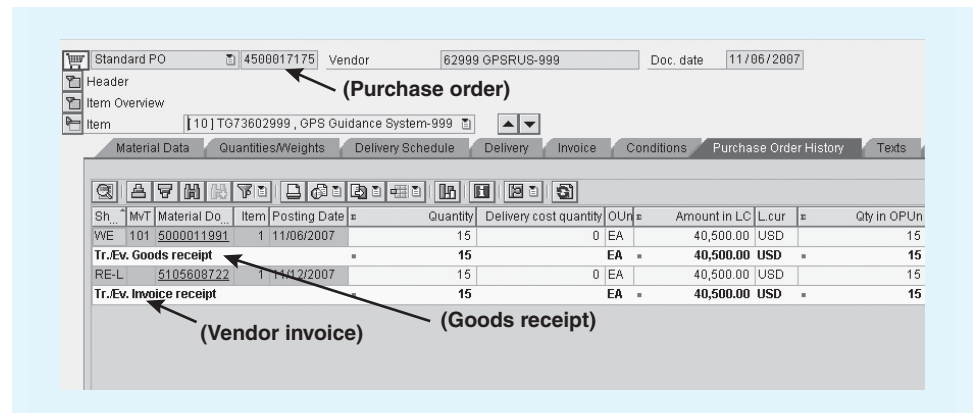 Standard PO 4500017175 Vendor 62999 GPSRUS-999 Doc. date 11/06/2007
(Purchase order)
Header
Item Overview
Item [ 10 ] TG73602999 , GPS Guidance System-999
Material Data Quantities/Weights Delivery Schedule Delivery Invoice Conditions Purchase Order History Texts
Sh... MvT Material Do... Item Posting Date Σ Quantity Delivery cost quantity OUn Σ Amount in LC L.cur Σ Qty in OPUn
WE 101 5000011991 1 11/06/2007 15 0 EA 40,500.00 USD 15
Tr./Ev. Goods receipt 15 EA 40,500.00 USD 15
RE-L 5105608722 1 11/12/2007 15 0 EA 40,500.00 USD 15
Tr./Ev. Invoice receipt 15 EA 40,500.00 USD 15
(Vendor invoice)
(Goods receipt)